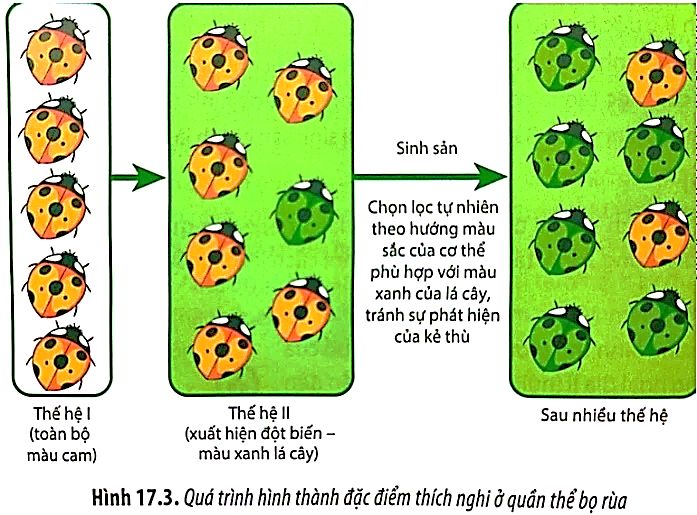 Sinh sản
Chọn lọc tự nhiên
theo hướng màu
sắc của cơ thể
phù hợp với màu
xanh của lá cây,
tránh sự phát hiện
của kẻ thù
Thế hệ I
(toàn bộ
màu cam)
Thế hệ II
(xuất hiện đột biến –
màu xanh lá cây)
Sau nhiều thế hệ
Hình 17.3. Quá trình hình thành đặc điểm thích nghi ở quần thể bọ rùa